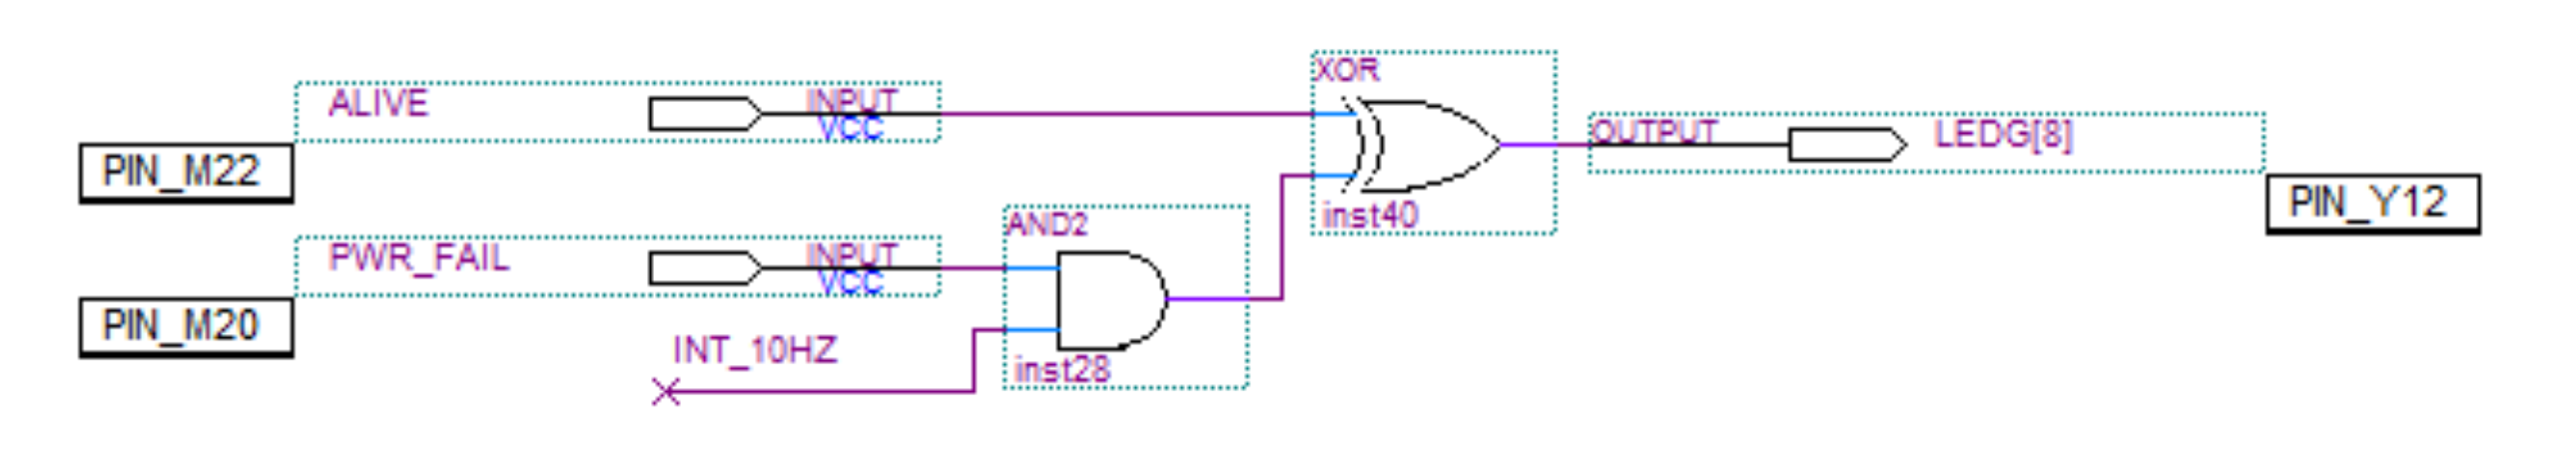 XOR
ALIVE
INPUT
VCC
OUTPUT
LEDG[8]
PIN_M22
PIN_Y12
inst40
AND2
PWR_FAIL
INPUT
VCC
PIN_M20
INT_10HZ
inst28